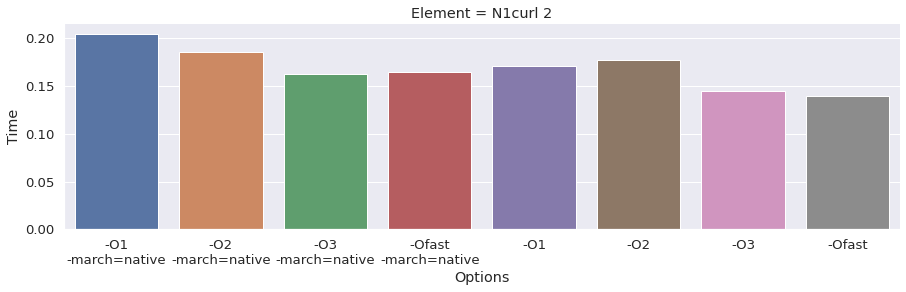 Element = N1curl 2
Time
0.20
0.15
0.10
0.05
0.00
-O1 -O2 -O3 -Ofast -O1 -O2 -O3 -Ofast
-march=native -march=native -march=native -march=native
Options